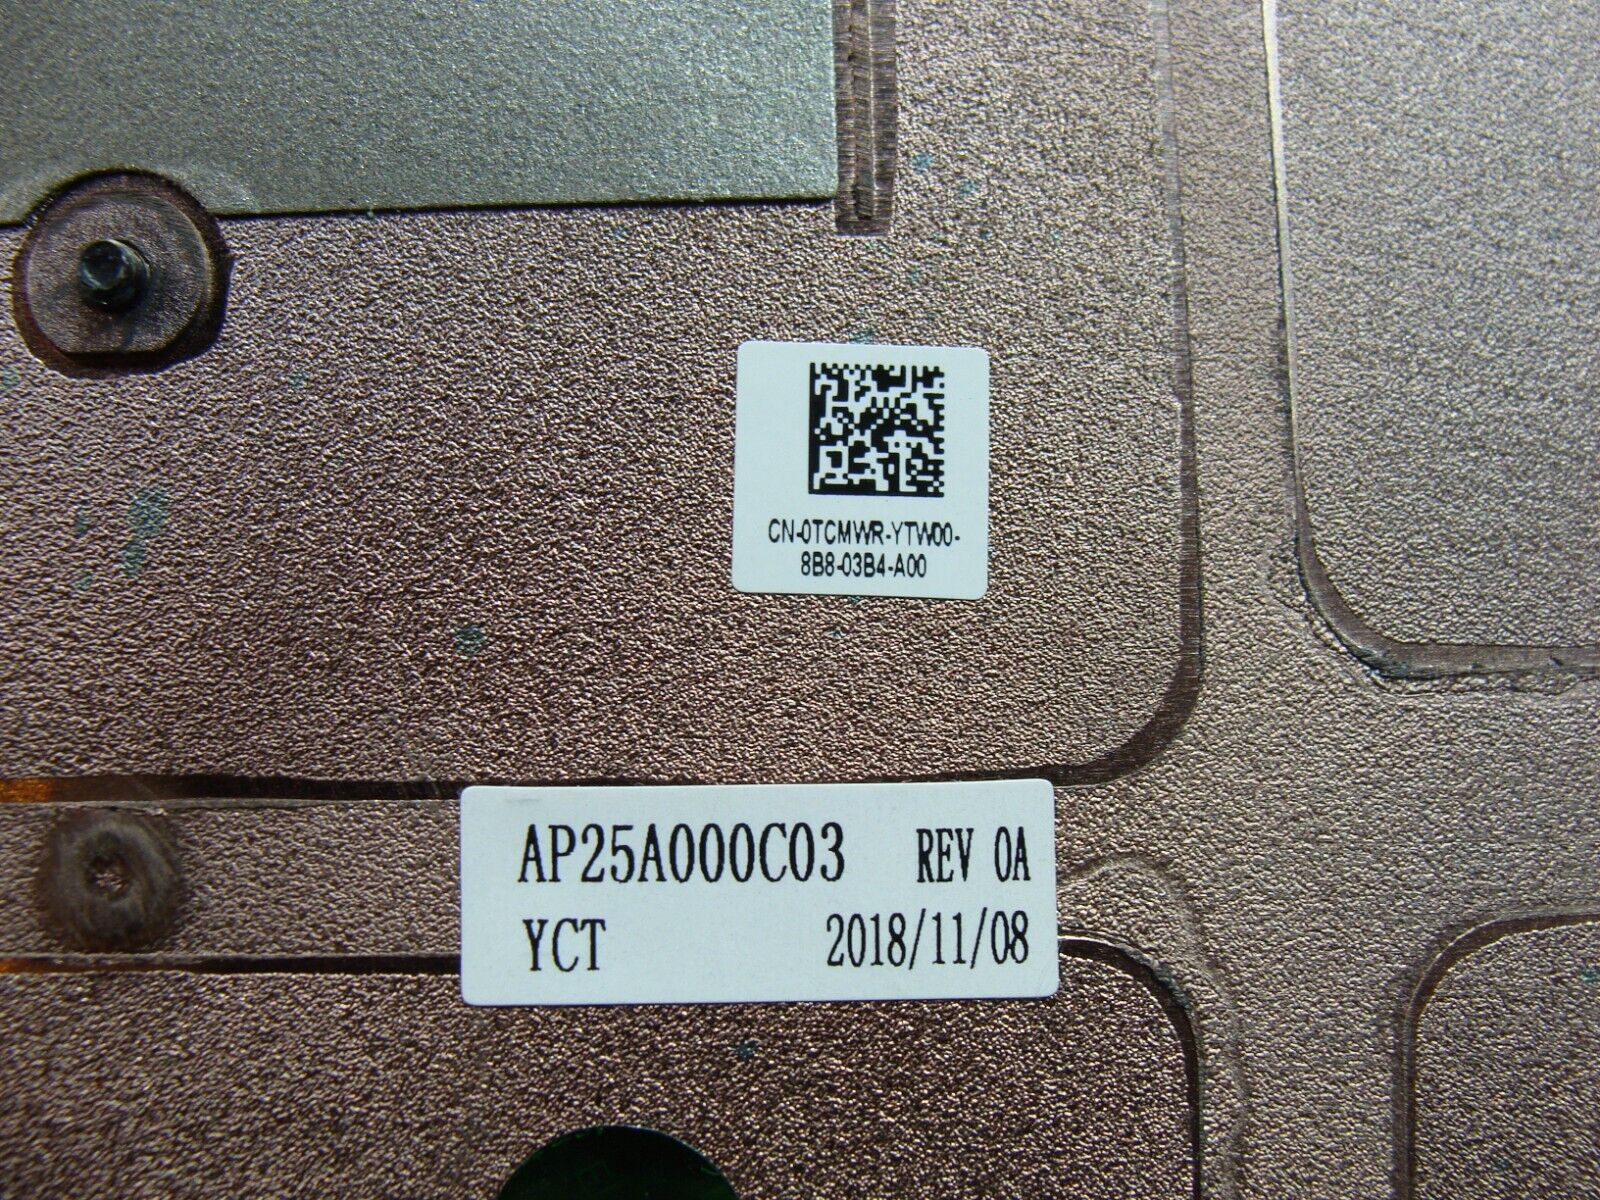 CN-0TCMWR-YTW00-
8B8-03B4-A00
AP25A000C03 REV 0A
YCT 2018/11/08